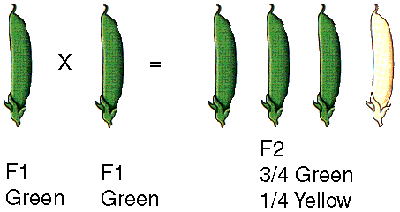 X =
F1 F1 F2
Green Green 3/4 Green
1/4 Yellow